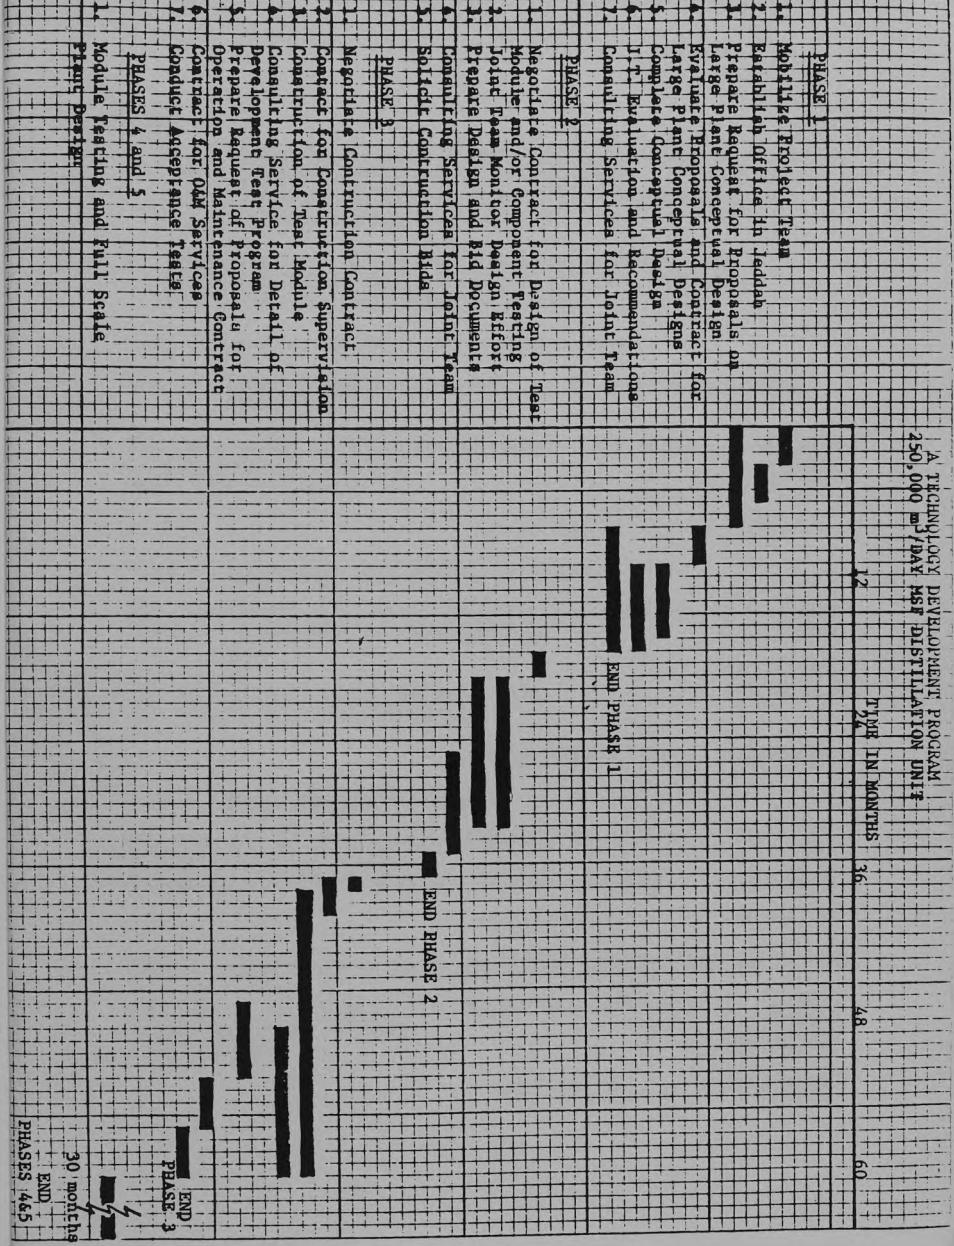 A TECHNOLOGY DEVELOPMENT PROGRAM
250,000 m³/DAY MSF DISTILLATION UNIT
TIME IN MONTHS
12 24 36 48 60
PHASE 1
1. Mobilize Project Team
2. Establish Office in Jeddah
3. Prepare Request for Proposals on
Large Plant Conceptual Design
4. Evaluate Proposals and Contract for
Large Plant Conceptual Designs
5. Complete Conceptual Design
6. J.T. Evaluation and Recommendations
7. Consulting Services for Joint Team
END PHASE 1
PHASE 2
1. Negotiate Contract for Design of Test
Module and/or Component Testing
2. Joint Team Monitor Design Effort
3. Prepare Design and Bid Documents
4. Consulting Services for Joint Team
5. Solicit Contruction Bids
END PHASE 2
PHASE 3
1. Negotiate Contruction Contract
2. Contact for Construction Supervision
3. Construction of Test Module
4. Consulting Service for Detail of
Development Test Program
5. Prepare Request of Proposals for
Operation and Maintenance Contract
6. Contract for O&M Services
7. Conduct Acceptance Tests
END
PHASE 3
PHASES 4 and 5
1. Module Testing and Full Scale
Plant Design
30 months
END
PHASES 4&5